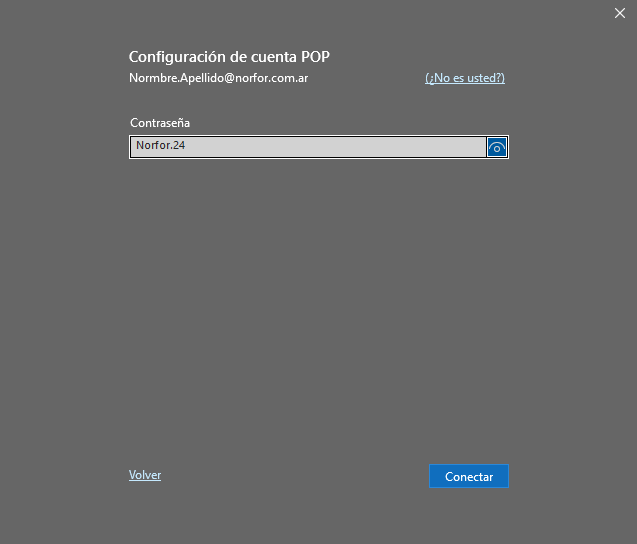 Configuración de cuenta POP
Normbre.Apellido@norfor.com.ar
(¿No es usted?)
Contraseña
Norfor.24
Volver
Conectar